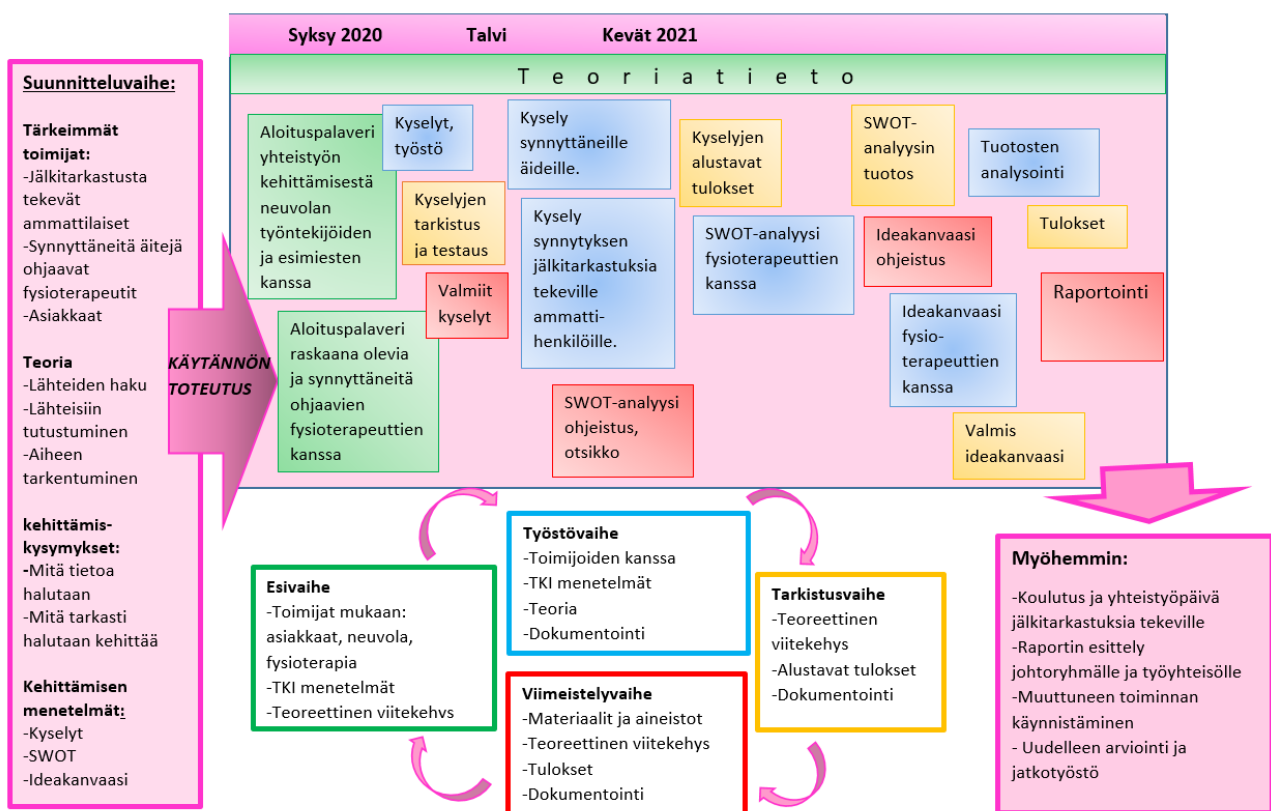 Syksy 2020 Talvi Kevät 2021
Teoriatieto
Suunnitteluvaihe:
Tärkeimmät
toimijat:
-Jälkitarkastusta
tekevät
ammattilaiset
-Synnyttäneitä äitejä
ohjaavat
fysioterapeutit
-Asiakkaat
Teoria
-Lähteiden haku
-Lähteisiin
tutustuminen
-Aiheen
tarkentuminen
kehittämis-
kysymykset:
-Mitä tietoa
halutaan
-Mitä tarkasti
halutaan kehittää
Kehittämisen
menetelmät:
-Kyselyt
-SWOT
-Ideakanvaasi
KÄYTÄNNÖN
TOTEUTUS
Aloituspalaveri
yhteistyön
kehittämisestä
neuvolan
työntekijöiden
ja esimiesten
kanssa
Aloituspalaveri
raskaana olevia
ja synnyttäneitä
ohjaavien
fysioterapeuttien
kanssa
Kyselyt,
työstö
Kyselyjen
tarkistus
ja testaus
Valmiit
kyselyt
Kysely
synnyttäneille
äideille.
Kysely
synnytyksen
jälkitarkastuksia
tekeville
ammatti-
henkilöille.
SWOT-analyysi
ohjeistus,
otsikko
Kyselyjen
alustavat
tulokset
SWOT-analyysi
fysioterapeuttien
kanssa
SWOT-
analyysin
tuotos
Ideakanvaasi
ohjeistus
Ideakanvaasi
fysio-
terapeuttien
kanssa
Valmis
ideakanvaasi
Tuotosten
analysointi
Tulokset
Raportointi
Esivaihe
-Toimijat mukaan:
asiakkaat, neuvola,
fysioterapia
-TKI menetelmät
-Teoreettinen viitekehys
Työstövaihe
-Toimijoiden kanssa
-TKI menetelmät
-Teoria
-Dokumentointi
Tarkistusvaihe
-Teoreettinen
viitekehys
-Alustavat tulokset
-Dokumentointi
Viimeistelyvaihe
-Materiaalit ja aineistot
-Teoreettinen viitekehys
-Tulokset
-Dokumentointi
Myöhemmin:
-Koulutus ja yhteistyöpäivä
jälkitarkastuksia tekeville
-Raportin esittely
johtoryhmälle ja työyhteisölle
-Muuttuneen toiminnan
käynnistäminen
- Uudelleen arviointi ja
jatkotyöstö